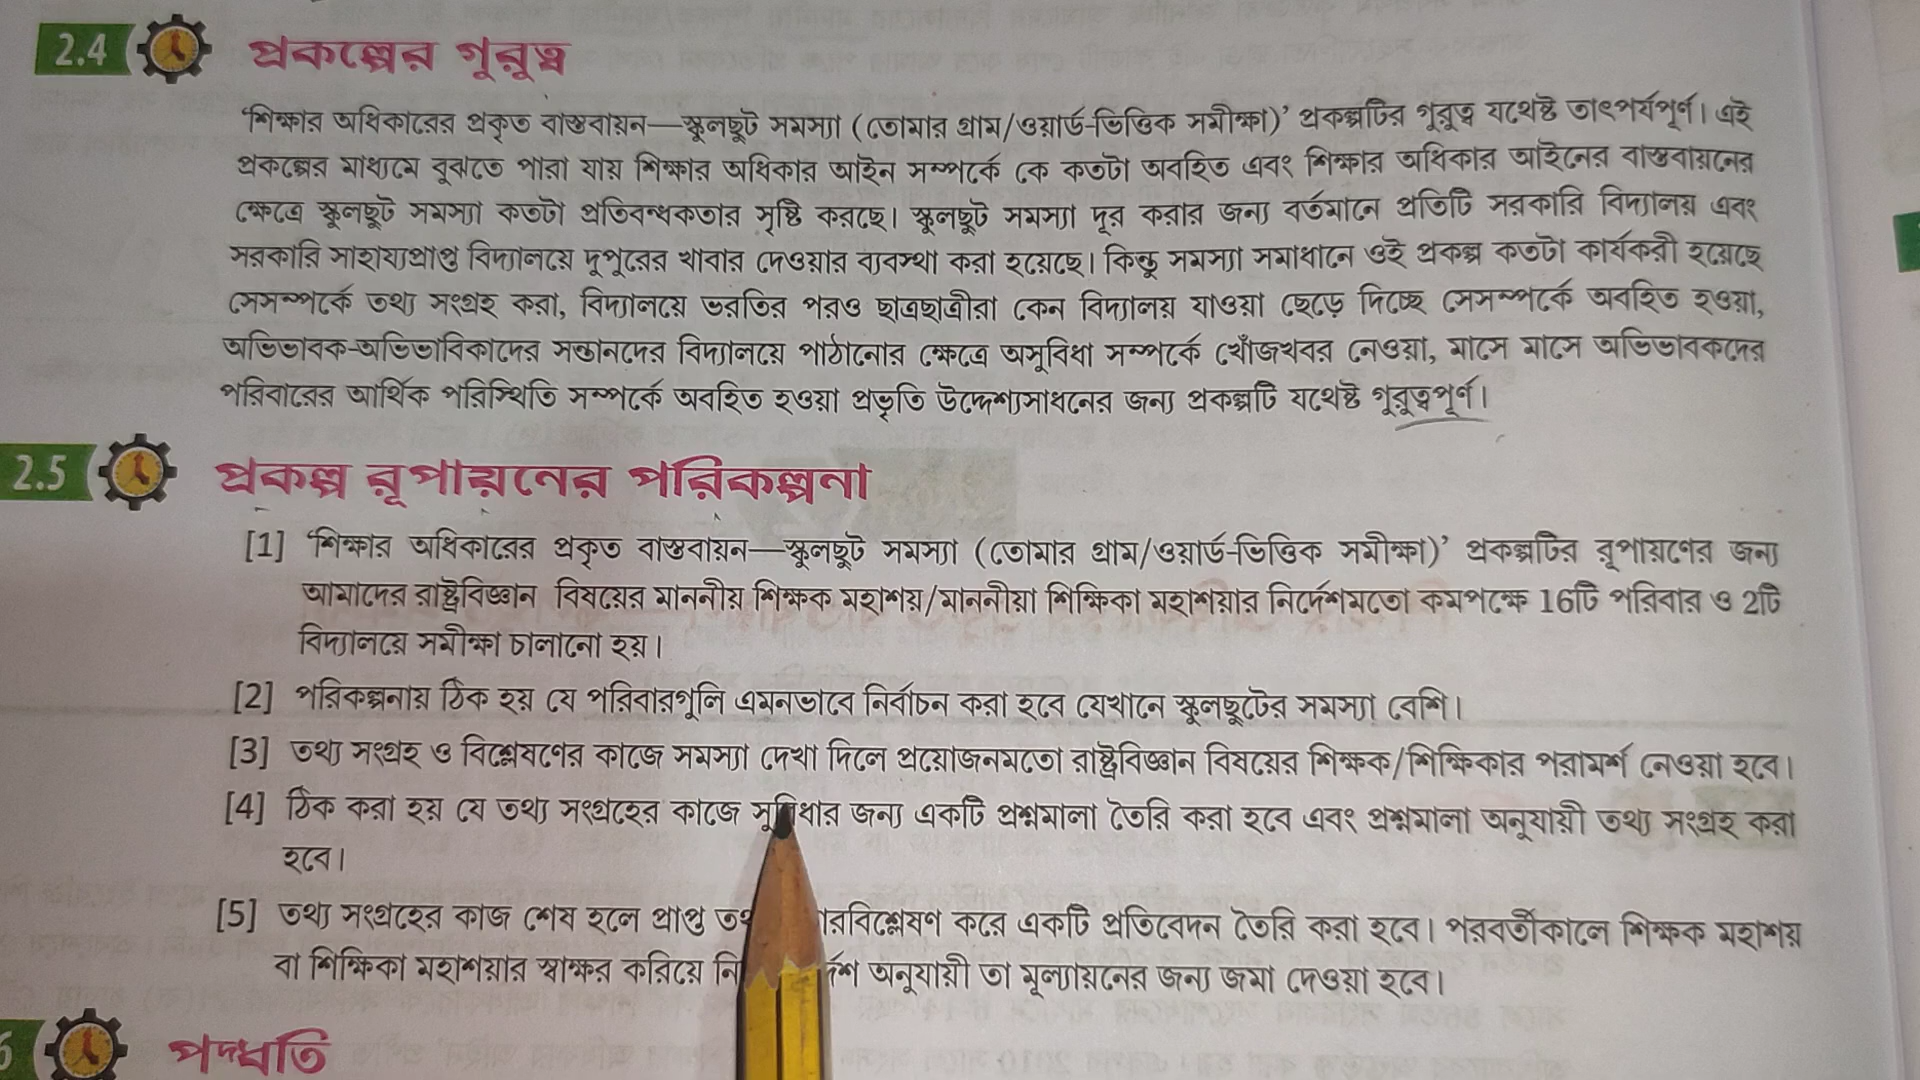 2.4 প্রকল্পের গুরুত্ব
‘শিক্ষার অধিকারের প্রকৃত বাস্তবায়ন—স্কুলছুট সমস্যা (তোমার গ্রাম/ওয়ার্ড-ভিত্তিক সমীক্ষা)’ প্রকল্পটির গুরুত্ব যথেষ্ট তাৎপর্যপূর্ণ। এই
প্রকল্পের মাধ্যমে বুঝতে পারা যায় শিক্ষার অধিকার আইন সম্পর্কে কে কতটা অবহিত এবং শিক্ষার অধিকার আইনের বাস্তবায়নের
ক্ষেত্রে স্কুলছুট সমস্যা কতটা প্রতিবন্ধকতার সৃষ্টি করছে। স্কুলছুট সমস্যা দূর করার জন্য বর্তমানে প্রতিটি সরকারি বিদ্যালয় এবং
সরকারি সাহায্যপ্রাপ্ত বিদ্যালয়ে দুপুরের খাবার দেওয়ার ব্যবস্থা করা হয়েছে। কিন্তু সমস্যা সমাধানে ওই প্রকল্প কতটা কার্যকরী হয়েছে
সেসম্পর্কে তথ্য সংগ্রহ করা, বিদ্যালয়ে ভরতির পরও ছাত্রছাত্রীরা কেন বিদ্যালয় যাওয়া ছেড়ে দিচ্ছে সেসম্পর্কে অবহিত হওয়া,
অভিভাবক-অভিভাবিকাদের সন্তানদের বিদ্যালয়ে পাঠানোর ক্ষেত্রে অসুবিধা সম্পর্কে খোঁজখবর নেওয়া, মাসে মাসে অভিভাবকদের
পরিবারের আর্থিক পরিস্থিতি সম্পর্কে অবহিত হওয়া প্রভৃতি উদ্দেশ্যসাধনের জন্য প্রকল্পটি যথেষ্ট গুরুত্বপূর্ণ।
2.5 প্রকল্প রূপায়নের পরিকল্পনা
[1] ‘শিক্ষার অধিকারের প্রকৃত বাস্তবায়ন—স্কুলছুট সমস্যা (তোমার গ্রাম/ওয়ার্ড-ভিত্তিক সমীক্ষা)’ প্রকল্পটির রূপায়ণের জন্য
আমাদের রাষ্ট্রবিজ্ঞান বিষয়ের মাননীয় শিক্ষক মহাশয়/মাননীয়া শিক্ষিকা মহাশয়ার নির্দেশমতো কমপক্ষে 16টি পরিবার ও 2টি
বিদ্যালয়ে সমীক্ষা চালানো হয়।
[2] পরিকল্পনায় ঠিক হয় যে পরিবারগুলি এমনভাবে নির্বাচন করা হবে যেখানে স্কুলছুটের সমস্যা বেশি।
[3] তথ্য সংগ্রহ ও বিশ্লেষণের কাজে সমস্যা দেখা দিলে প্রয়োজনমতো রাষ্ট্রবিজ্ঞান বিষয়ের শিক্ষক/শিক্ষিকার পরামর্শ নেওয়া হবে।
[4] ঠিক করা হয় যে তথ্য সংগ্রহের কাজে সুবিধার জন্য একটি প্রশ্নমালা তৈরি করা হবে এবং প্রশ্নমালা অনুযায়ী তথ্য সংগ্রহ করা
হবে।
[5] তথ্য সংগ্রহের কাজ শেষ হলে প্রাপ্ত রবিশ্লেষণ করে একটি প্রতিবেদন তৈরি করা হবে। পরবর্তীকালে শিক্ষক মহাশয়
বা শিক্ষিকা মহাশয়ার স্বাক্ষর করিয়ে অনুযায়ী তা মূল্যায়নের জন্য জমা দেওয়া হবে।
6 পদ্ধতি